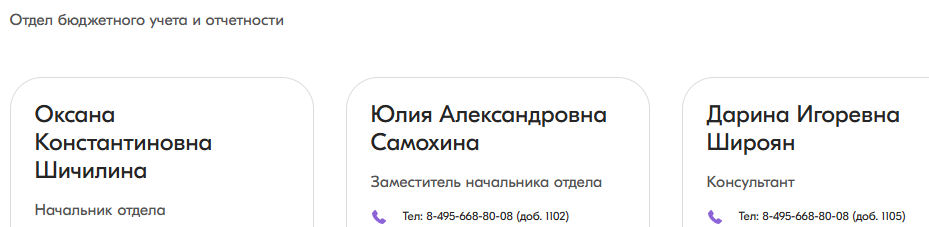 Отдел бюджетного учета и отчетности
Оксана
Константиновна
Шичилина
Начальник отдела
Юлия Александровна
Самохина
Заместитель начальника отдела
Тел: 8-495-668-80-08 (доб. 1102)
Дарина Игоревна
Широян
Консультант
Тел: 8-495-668-80-08 (доб. 1105)